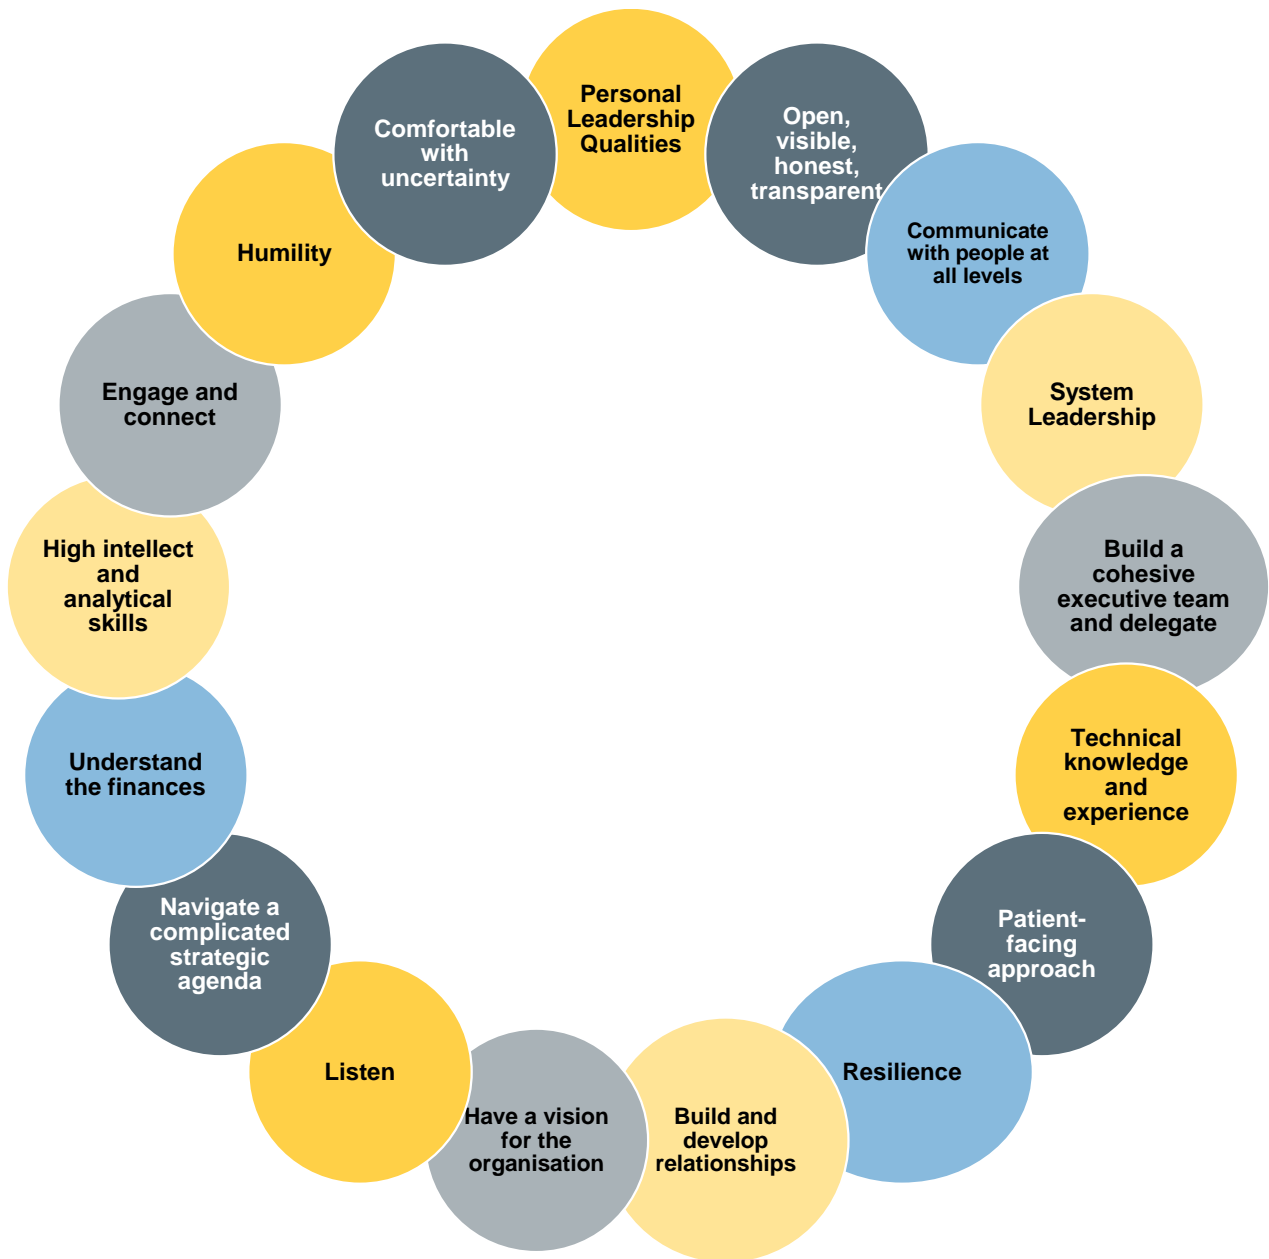 Personal
Leadership
Qualities
Open,
visible,
honest,
transparent
Communicate
with people at
all levels
System
Leadership
Build a
cohesive
executive team
and delegate
Technical
knowledge
and
experience
Patient-
facing
approach
Resilience
Build and
develop
relationships
Have a vision
for the
organisation
Listen
Navigate a
complicated
strategic
agenda
Understand
the finances
High intellect
and
analytical
skills
Engage and
connect
Humility
Comfortable
with
uncertainty